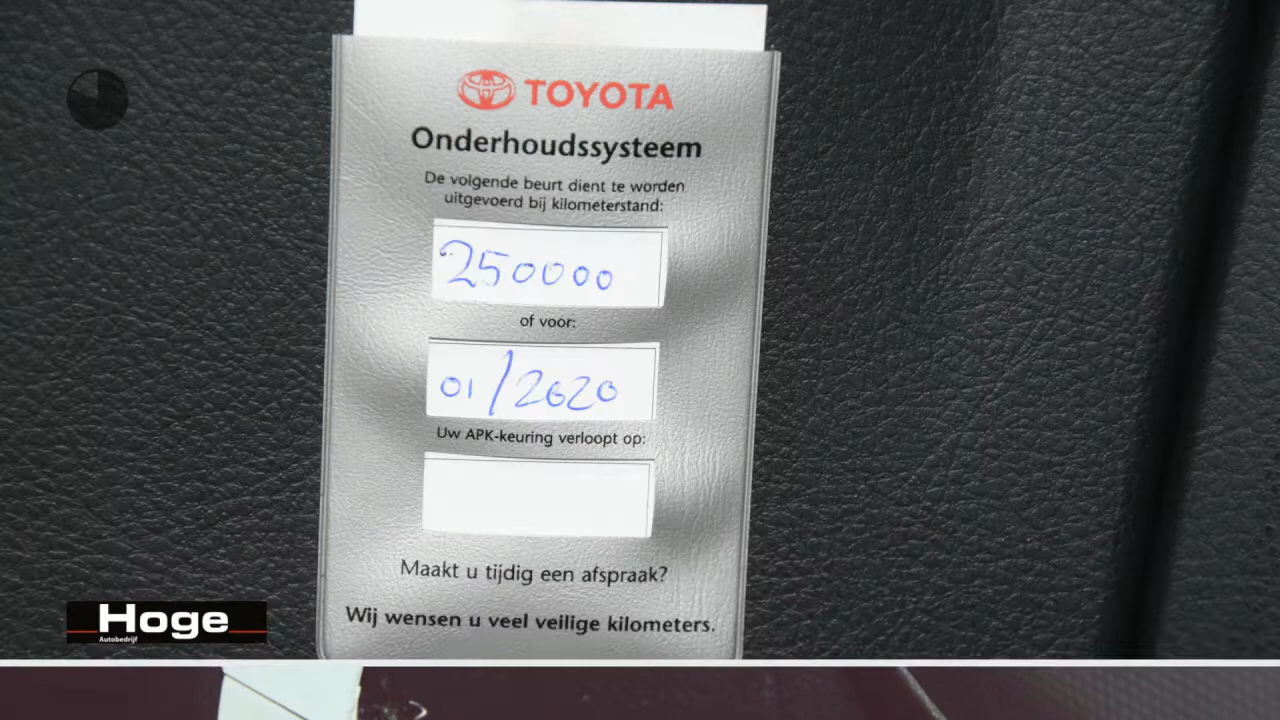 TOYOTA
Onderhoudssysteem
De volgende beurt dient te worden
uitgevoerd bij kilometerstand:
250000
of voor:
01/2020
Uw APK-keuring verloopt op:
Maakt u tijdig een afspraak?
Wij wensen u veel veilige kilometers.
Hoge
Autobedrijf